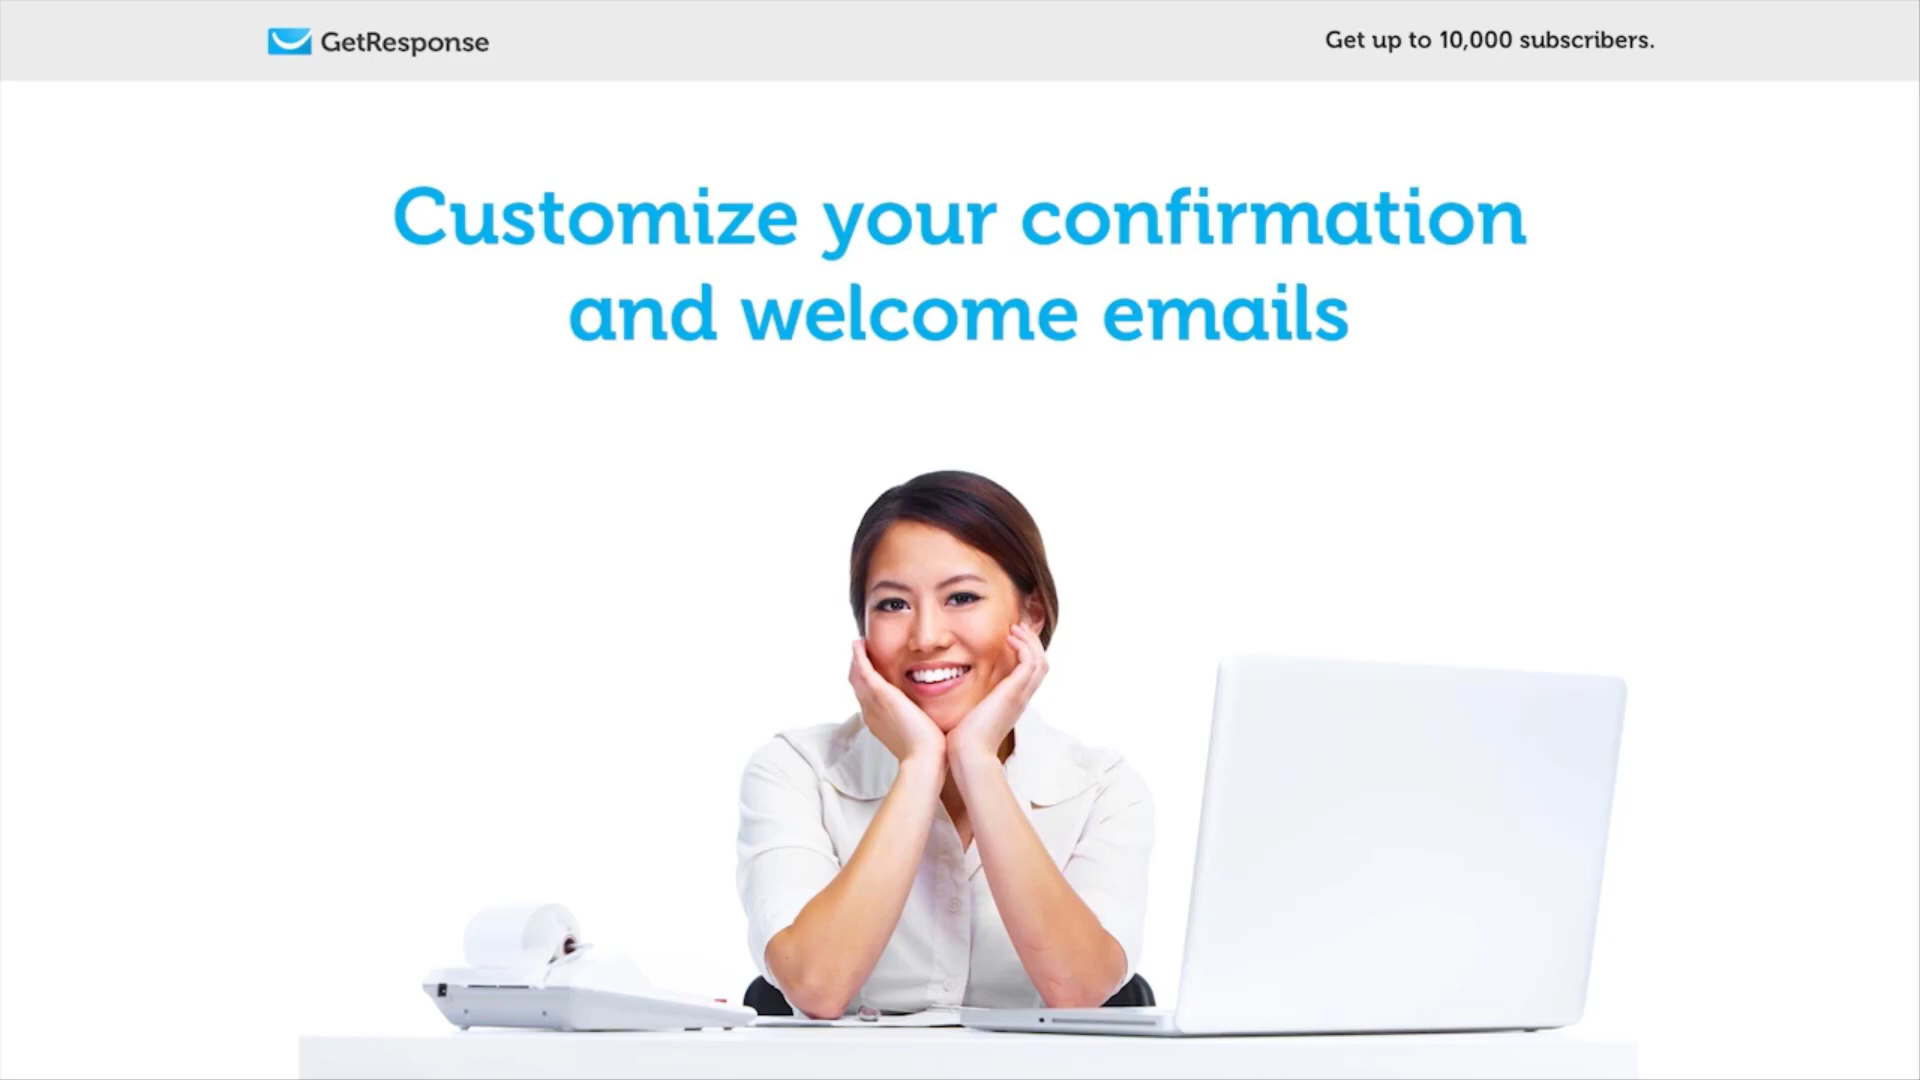 GetResponse
Get up to 10,000 subscribers.
Customize your confirmation
and welcome emails